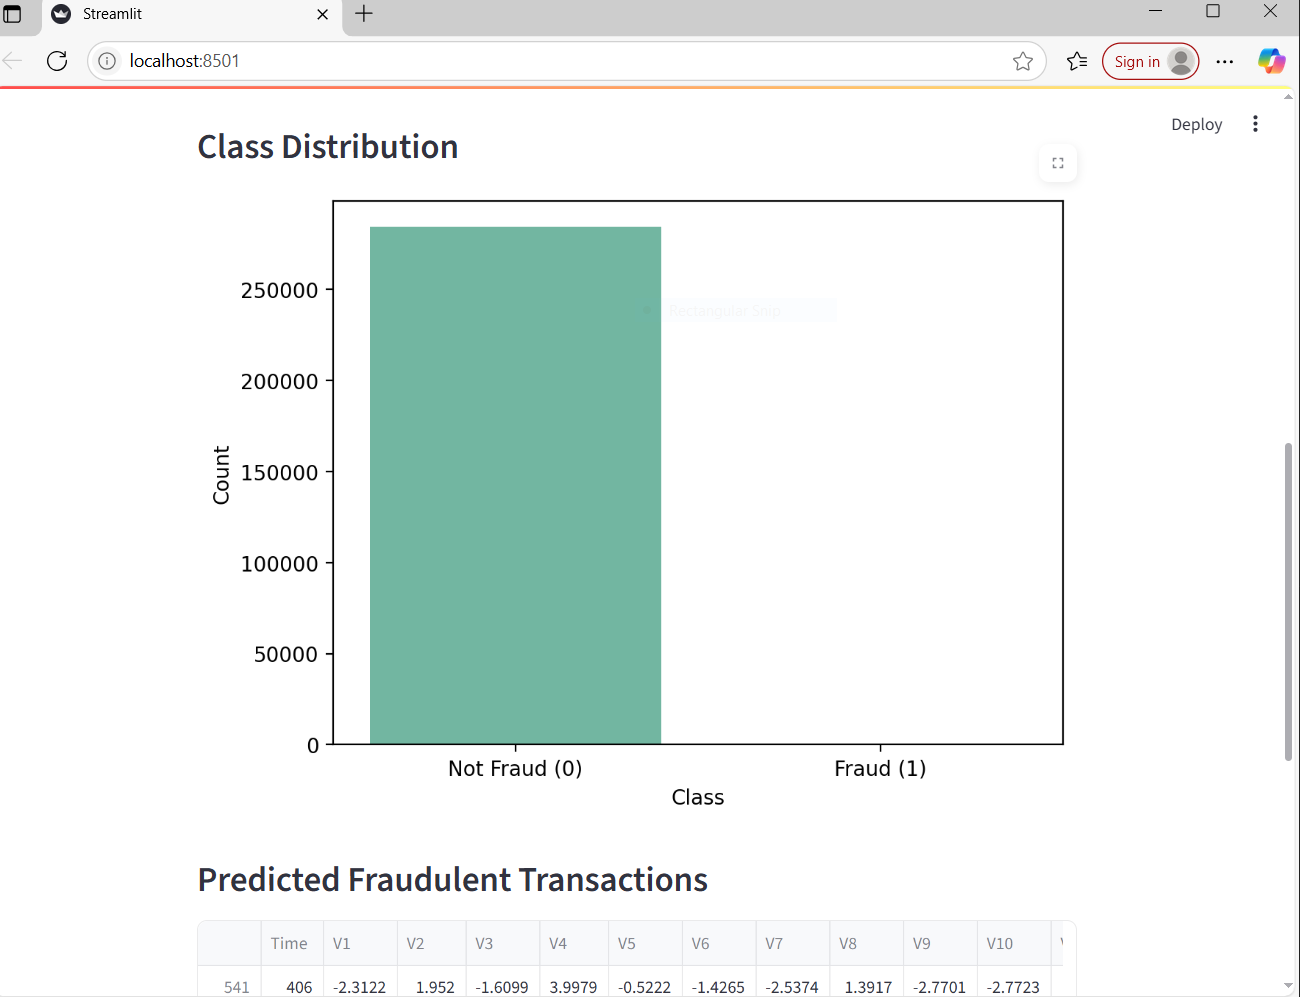 Streamlit
localhost:8501
Sign in
Deploy
Class Distribution
Rectangular Snip
250000
200000
150000
100000
50000
0
Count
Not Fraud (0) Fraud (1)
Class
Predicted Fraudulent Transactions
Time V1 V2 V3 V4 V5 V6 V7 V8 V9 V10
541 406 -2.3122 1.952 -1.6099 3.9979 -0.5222 -1.4265 -2.5374 1.3917 -2.7701 -2.7723